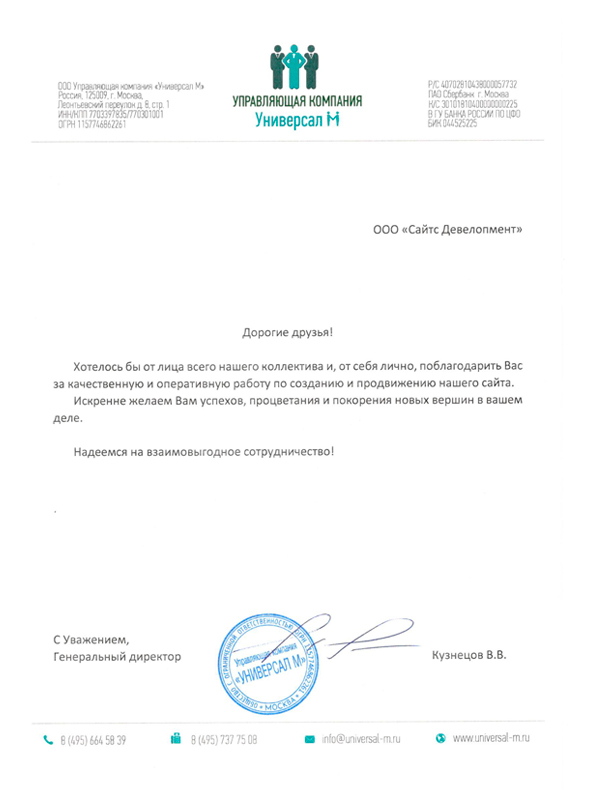 ООО Управляющая компания «Универсал М»
Россия, 125009, г. Москва,
Леонтьевский переулок д. 8, стр. 1
ИНН/КПП 7703397835/770301001
ОГРН 1157746862261
УПРАВЛЯЮЩАЯ КОМПАНИЯ
Универсал М
Р/С 40702810438000057732
ПАО Сбербанк г. Москва
К/С 30101810400000000225
В ГУ БАНКА РОССИИ ПО ЦФО
БИК 044525225
ООО «Сайтс Девелопмент»
Дорогие друзья!
Хотелось бы от лица всего нашего коллектива и, от себя лично, поблагодарить Вас
за качественную и оперативную работу по созданию и продвижению нашего сайта.
Искренне желаем Вам успехов, процветания и покорения новых вершин в вашем
деле.
Надеемся на взаимовыгодное сотрудничество!
.
С Уважением,
Генеральный директор
ОБЩЕСТВО С ОГРАНИ�ченной ОТВЕТСТВЕННОСТЬЮ
Управляющая компания
«УНИВЕРСАЛ М»
МОСКВА
Кузнецов В.В.
8 (495) 664 58 39
8 (495) 737 75 08
info@universal-m.ru
www.universal-m.ru